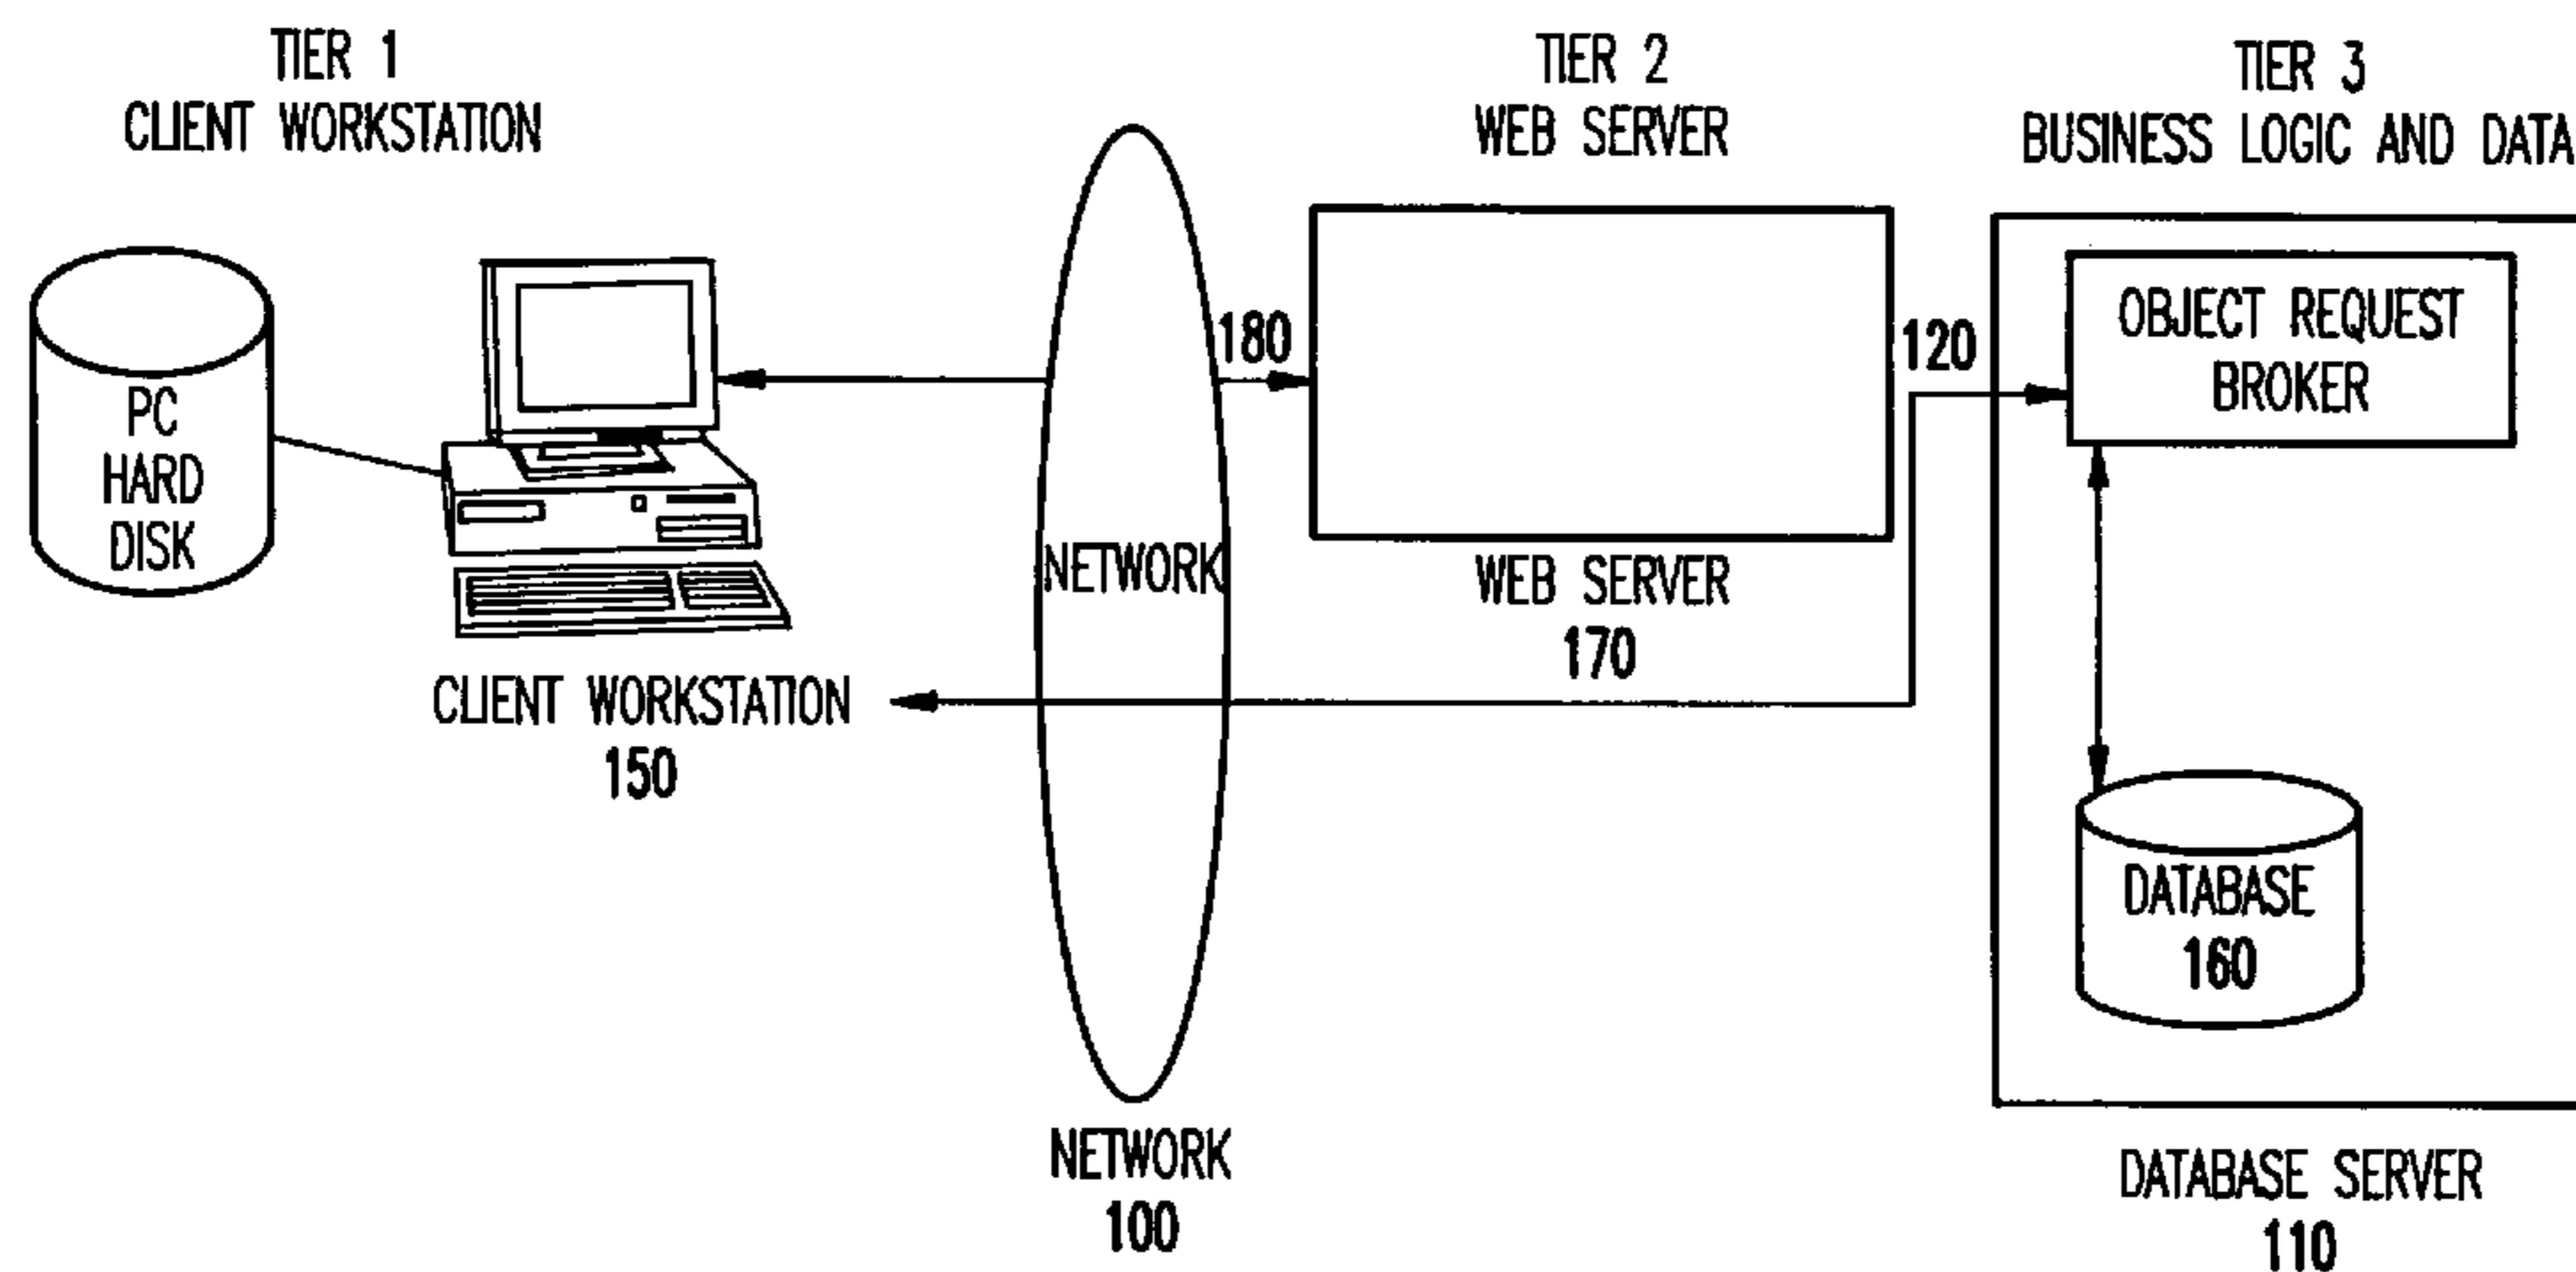 TIER 1
CLIENT WORKSTATION
TIER 2
WEB SERVER
TIER 3
BUSINESS LOGIC AND DATA
PC
HARD
DISK
180
120
OBJECT REQUEST
BROKER
NETWORK
WEB SERVER
170
CLIENT WORKSTATION
150
DATABASE
160
NETWORK
100
DATABASE SERVER
110